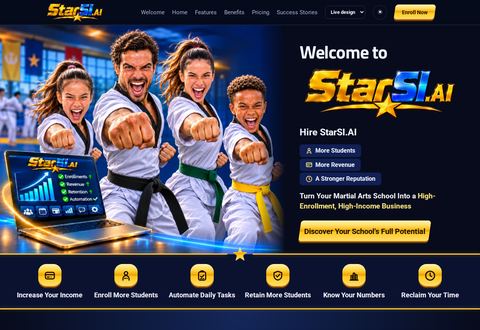 StarSI.AI
Welcome
Home
Features
Benefits
Pricing
Success Stories
Live design
Enroll Now
Welcome to
StarSI.AI
Hire StarSI.AI
More Students
More Revenue
A Stronger Reputation
Turn Your Martial Arts School Into a High-
Enrollment, High-Income Business
Discover Your School's Full Potential
StarSI.AI
Enrollments
Revenue
Retention
Automation
Increase Your Income
Enroll More Students
Automate Daily Tasks
Retain More Students
Know Your Numbers
Reclaim Your Time